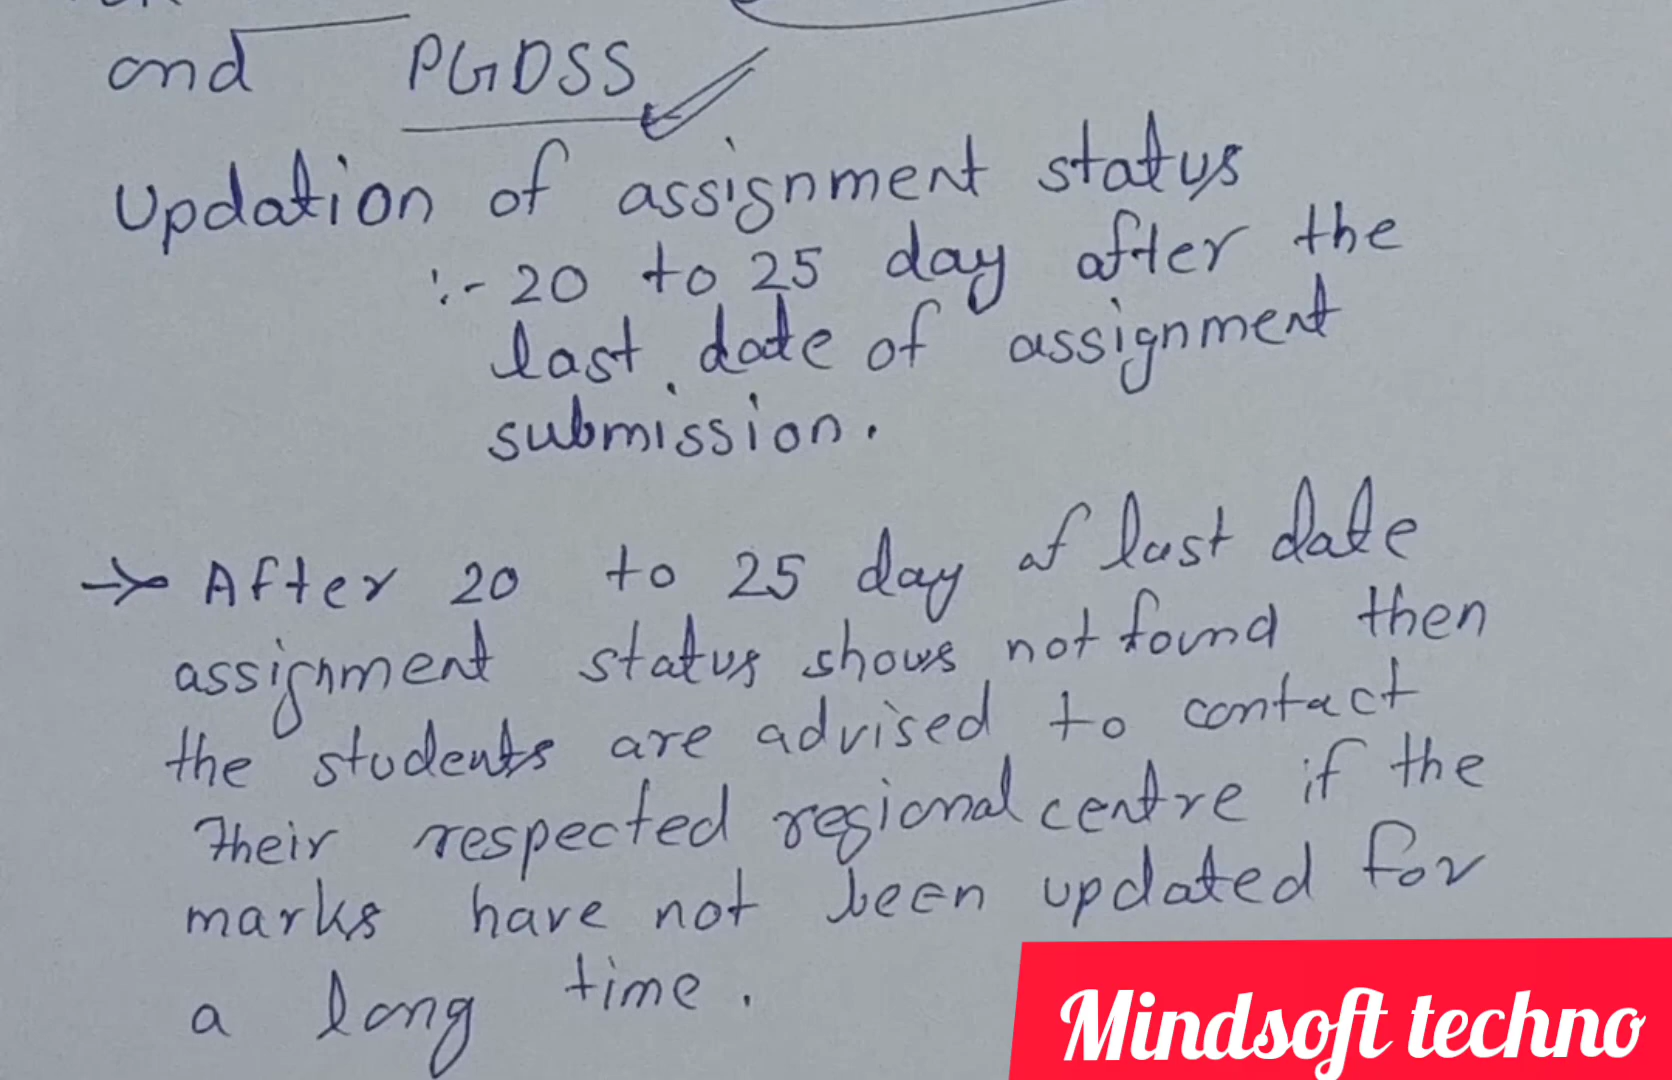 and PGDSS
Updation of assignment status
:- 20 to 25 day after the
last date of assignment
submission.
→ After 20 to 25 day of last date
assignment status shows not found then
the students are advised to contact
their respected regional centre if the
marks have not been updated for
a long time.
Mindsoft techno